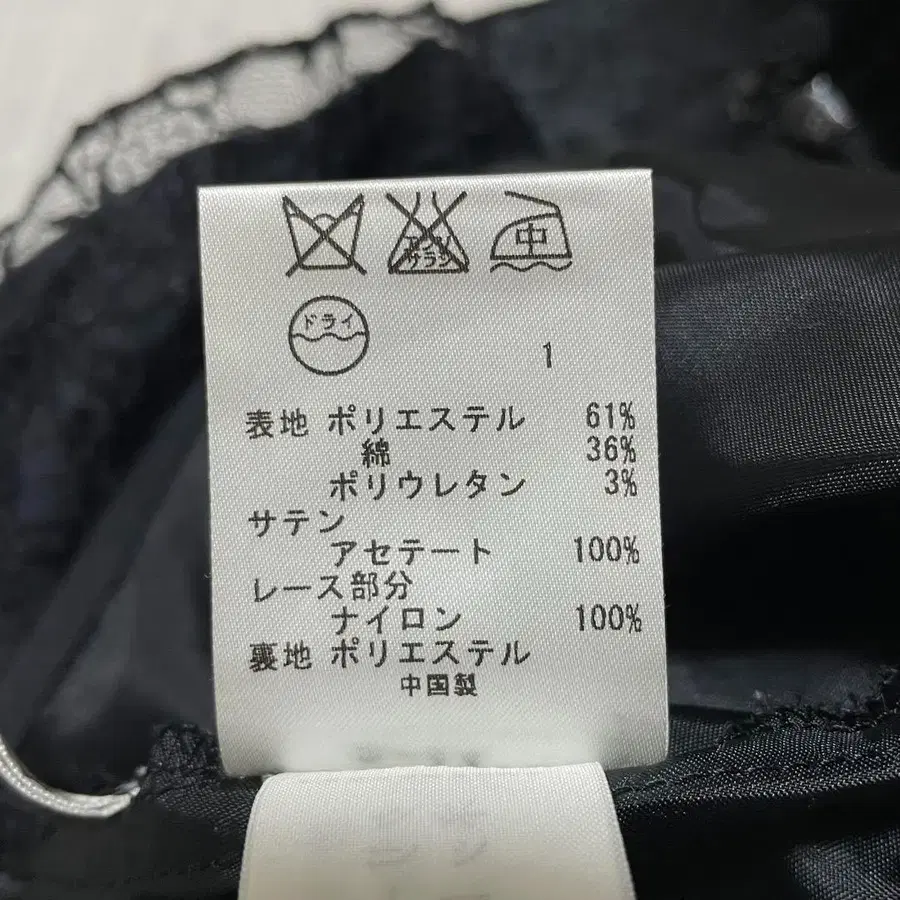 エンソ
サラシ
中
ドライ
1
表地 ポリエステル 61%
綿 36%
ポリウレタン 3%
サテン
アセテート 100%
レース部分
ナイロン 100%
裏地 ポリエステル
中国製